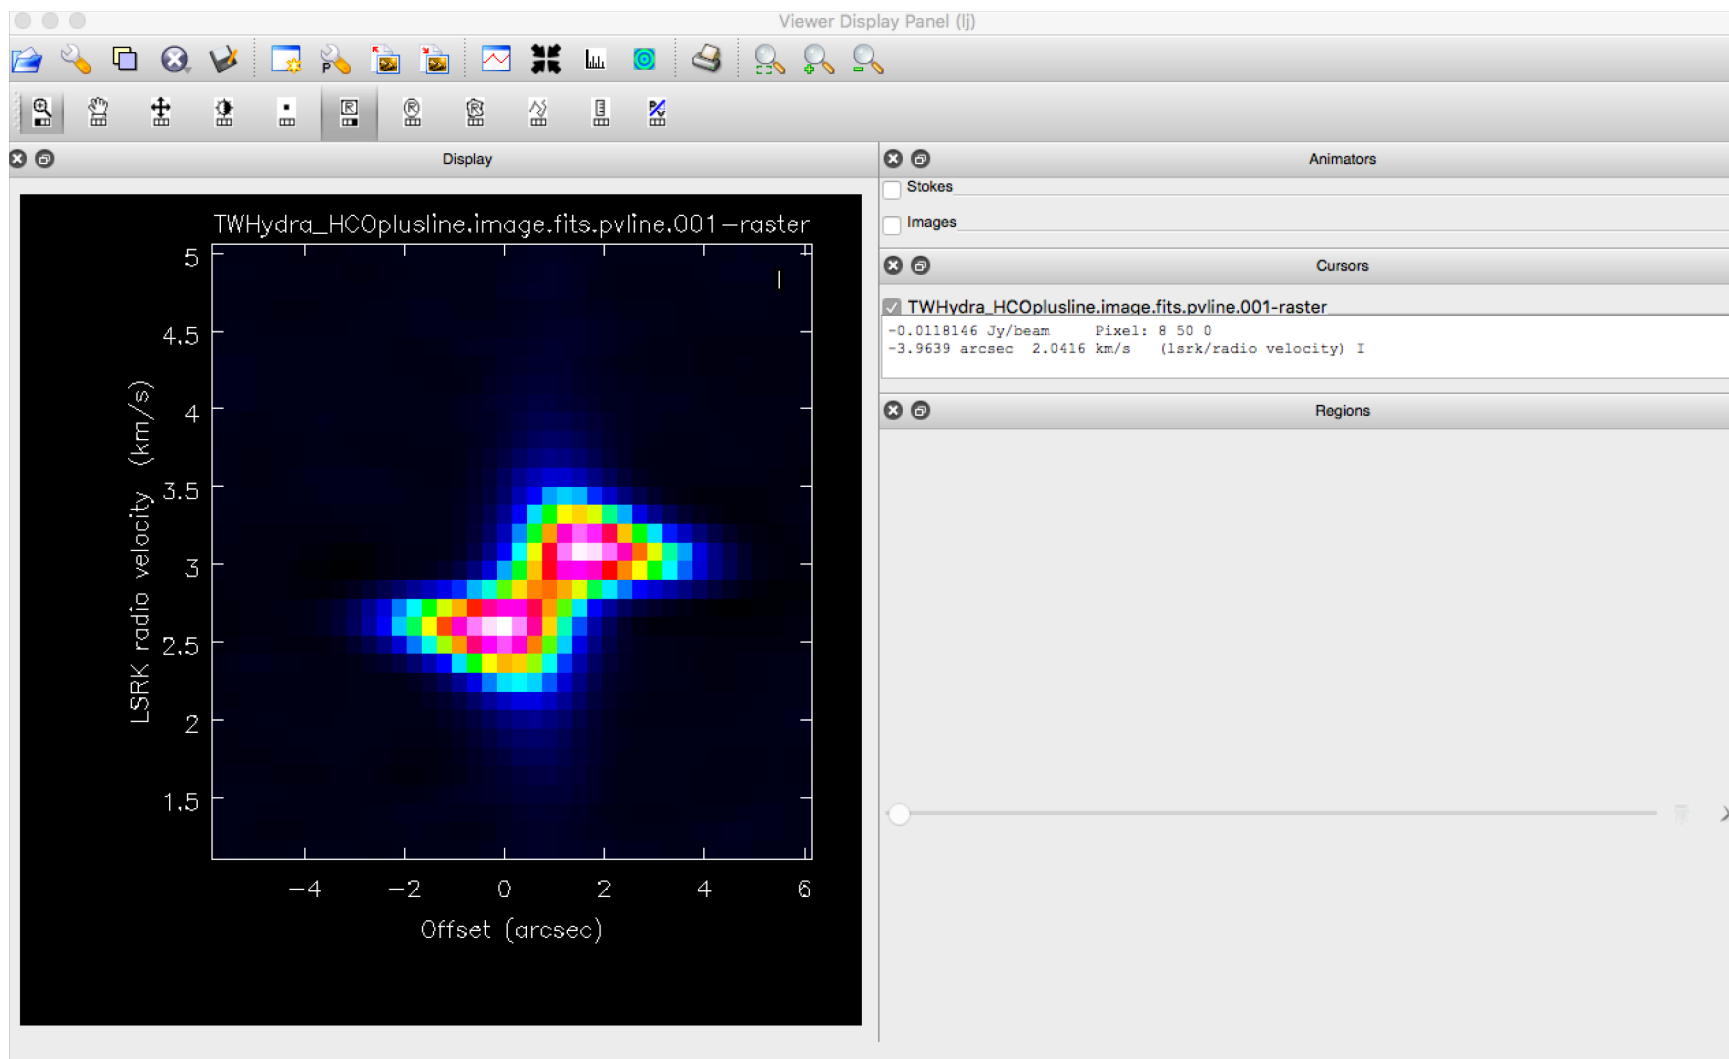 Viewer Display Panel (lj)
Display
TWHydra_HCOplusline.image.fits.pvline.001-raster
I
5
4.5
4
3.5
3
2.5
2
1.5
LSRK radio velocity (km/s)
-4 -2 0 2 4 6
Offset (arcsec)
Animators
Stokes
Images
Cursors
TWHydra_HCOplusline.image.fits.pvline.001-raster
-0.0118146 Jy/beam Pixel: 8 50 0
-3.9639 arcsec 2.0416 km/s (lsrk/radio velocity) I
Regions